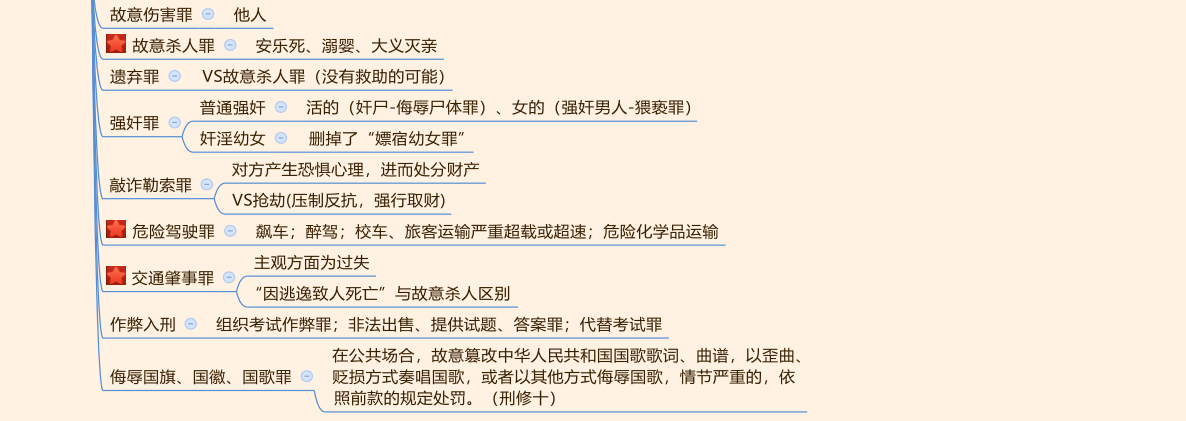 故意伤害罪 他人
故意杀人罪 安乐死、溺婴、大义灭亲
遗弃罪 VS故意杀人罪（没有救助的可能）
普通强奸 活的（奸尸-侮辱尸体罪）、女的（强奸男人-猥亵罪）
强奸罪
奸淫幼女 删掉了“嫖宿幼女罪”
对方产生恐惧心理，进而处分财产
敲诈勒索罪
VS抢劫(压制反抗，强行取财)
危险驾驶罪 飙车；醉驾；校车、旅客运输严重超载或超速；危险化学品运输
主观方面为过失
交通肇事罪
“因逃逸致人死亡”与故意杀人区别
作弊入刑 组织考试作弊罪；非法出售、提供试题、答案罪；代替考试罪
在公共场合，故意篡改中华人民共和国国歌歌词、曲谱，以歪曲、
贬损方式奏唱国歌，或者以其他方式侮辱国歌，情节严重的，依
侮辱国旗、国徽、国歌罪
照前款的规定处罚。（刑修十）